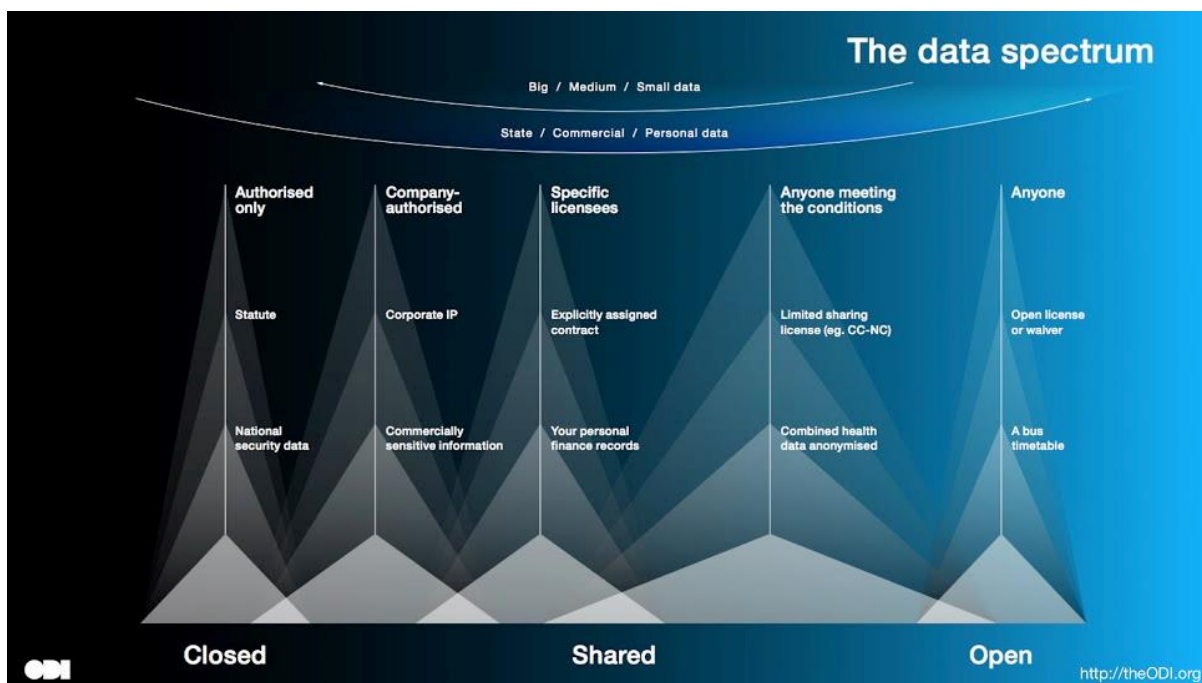 The data spectrum
Big / Medium / Small data
State / Commercial / Personal data
Authorised
only
Company-
authorised
Specific
licensees
Anyone meeting
the conditions
Anyone
Statute
Corporate IP
Explicitly assigned
contract
Limited sharing
license (eg. CC-NC)
Open license
or waiver
National
security data
Commercially
sensitive information
Your personal
finance records
Combined health
data anonymised
A bus
timetable
Closed
Shared
Open
ODI
http://theODI.org